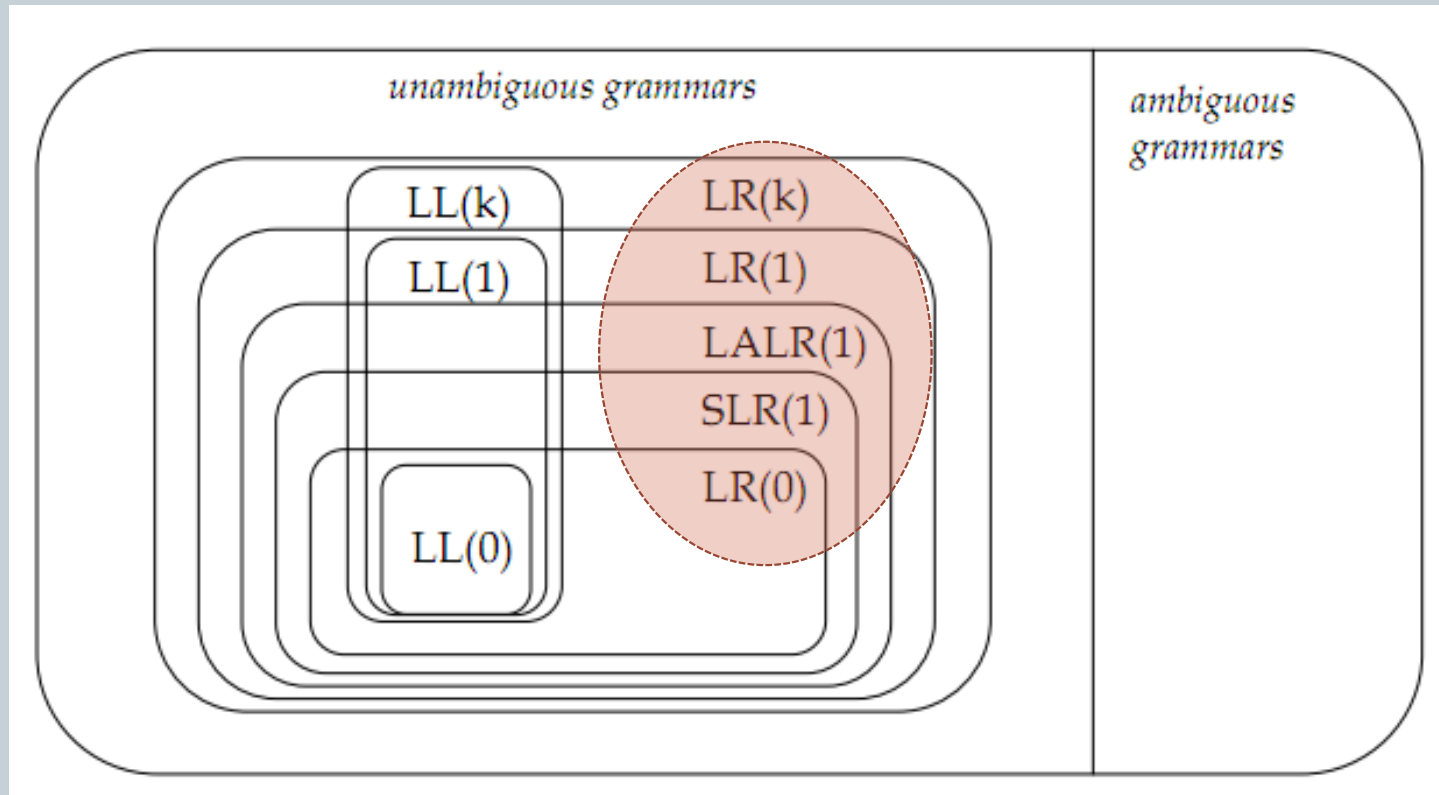 unambiguous grammars
ambiguous
grammars
LL(k)
LR(k)
LL(1)
LR(1)
LALR(1)
SLR(1)
LR(0)
LL(0)